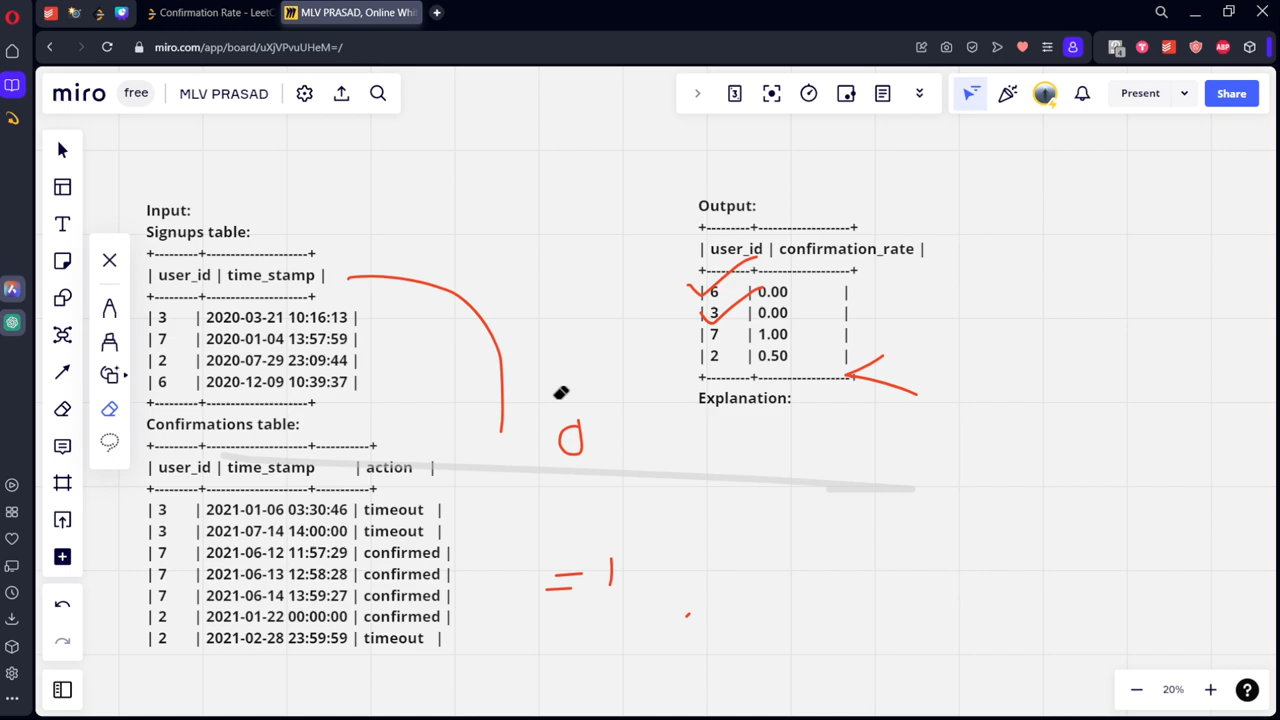 Confirmation Rate - LeetC
MLV PRASAD, Online Whi
miro.com/app/board/uXjVPvuUHeM=/
miro free MLV PRASAD
3
Present
Share
Input:
Signups table:
+---------+---------------------+
| user_id | time_stamp |
+---------+---------------------+
| 3 | 2020-03-21 10:16:13 |
| 7 | 2020-01-04 13:57:59 |
| 2 | 2020-07-29 23:09:44 |
| 6 | 2020-12-09 10:39:37 |
+---------+---------------------+
Confirmations table:
+---------+---------------------+-----------+
| user_id | time_stamp | action |
+---------+---------------------+-----------+
| 3 | 2021-01-06 03:30:46 | timeout |
| 3 | 2021-07-14 14:00:00 | timeout |
| 7 | 2021-06-12 11:57:29 | confirmed |
| 7 | 2021-06-13 12:58:28 | confirmed |
| 7 | 2021-06-14 13:59:27 | confirmed |
| 2 | 2021-01-22 00:00:00 | confirmed |
| 2 | 2021-02-28 23:59:59 | timeout |
Output:
+---------+-------------------+
| user_id | confirmation_rate |
+---------+-------------------+
| 6 | 0.00 |
| 3 | 0.00 |
| 7 | 1.00 |
| 2 | 0.50 |
+---------+-------------------+
Explanation:
= 1
20%